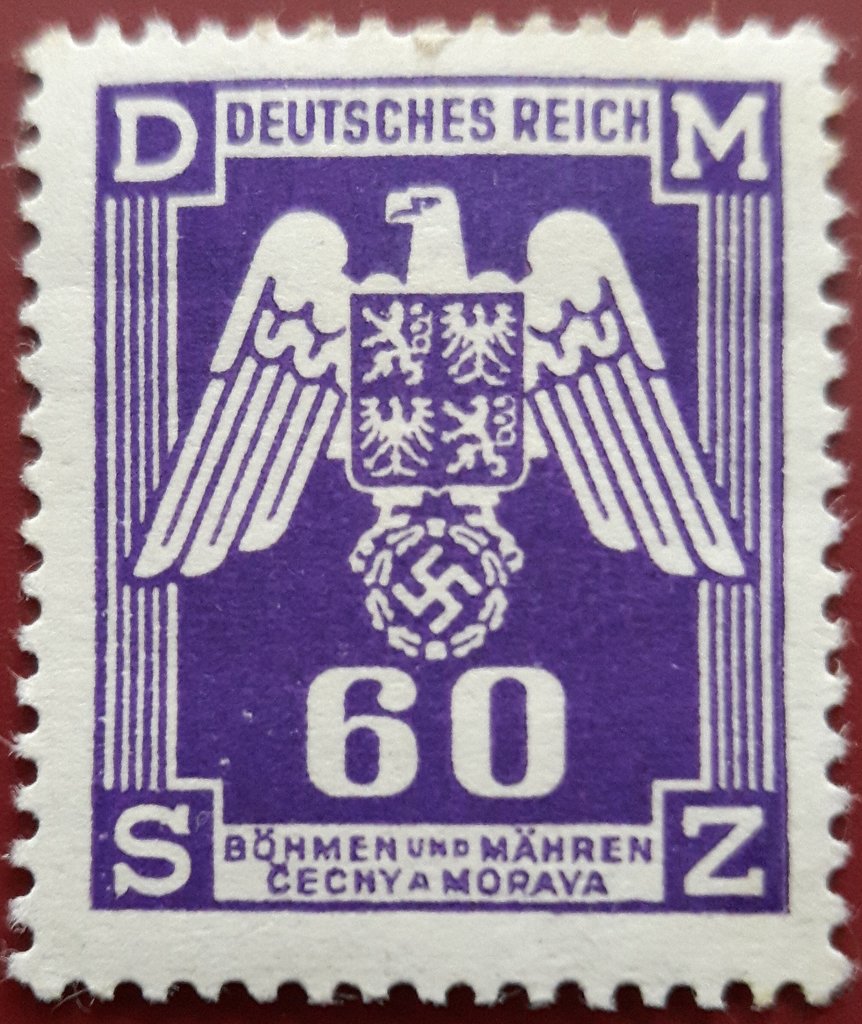 D DEUTSCHES REICH M
60
S BÖHMEN UND MÄHREN Z
ČECHY A MORAVA